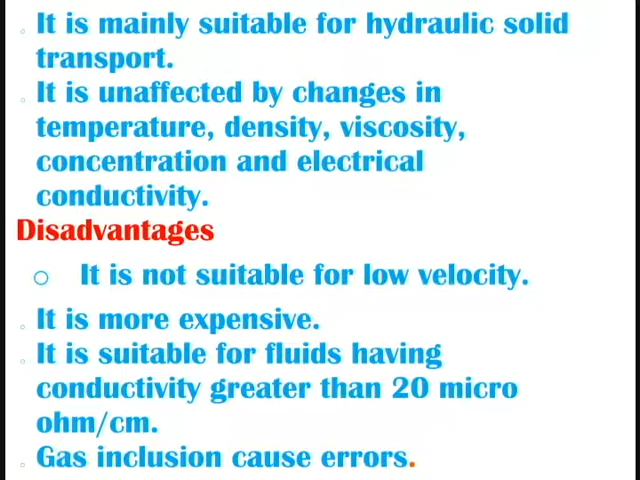 It is mainly suitable for hydraulic solid
transport.
It is unaffected by changes in
temperature, density, viscosity,
concentration and electrical
conductivity.
Disadvantages
It is not suitable for low velocity.
It is more expensive.
It is suitable for fluids having
conductivity greater than 20 micro
ohm/cm.
Gas inclusion cause errors.